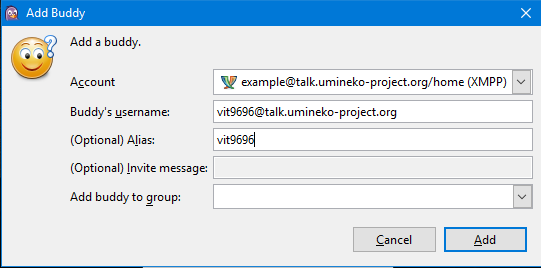 Add Buddy
Add a buddy.
Account example@talk.umineko-project.org/home (XMPP)
Buddy's username: vit9696@talk.umineko-project.org
(Optional) Alias: vit9696
(Optional) Invite message:
Add buddy to group:
Cancel Add